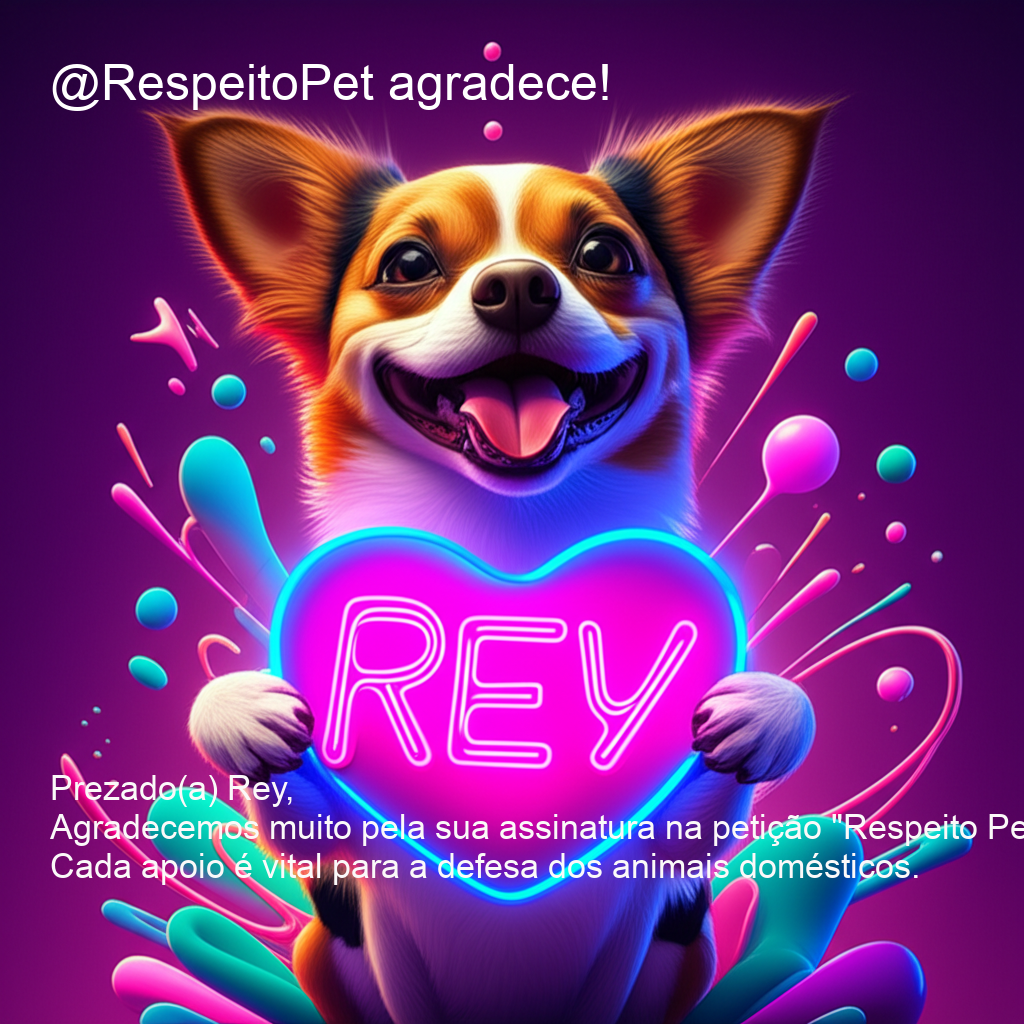 @RespeitoPet agradece!
REY
Prezado(a) Rey,
Agradecemos muito pela sua assinatura na petição "Respeito Pe
Cada apoio é vital para a defesa dos animais domésticos.